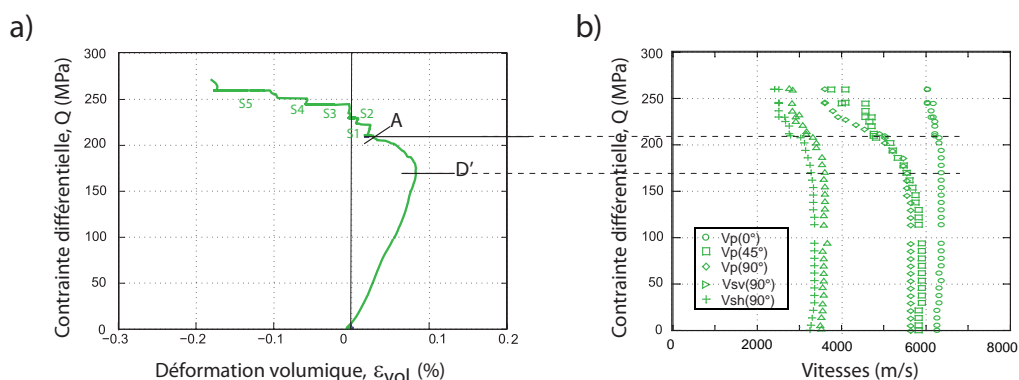 a)
Contrainte différentielle, Q (MPa)
300
250
200
150
100
50
0
S5
S4
S3
S2
S1
A
D’
−0.3
−0.2
−0.1
0
0.1
0.2
Déformation volumique, εvol (%)
b)
Contrainte différentielle, Q (MPa)
300
250
200
150
100
50
0
Vp(0°)
Vp(45°)
Vp(90°)
Vsv(90°)
Vsh(90°)
0
2000
4000
6000
8000
Vitesses (m/s)